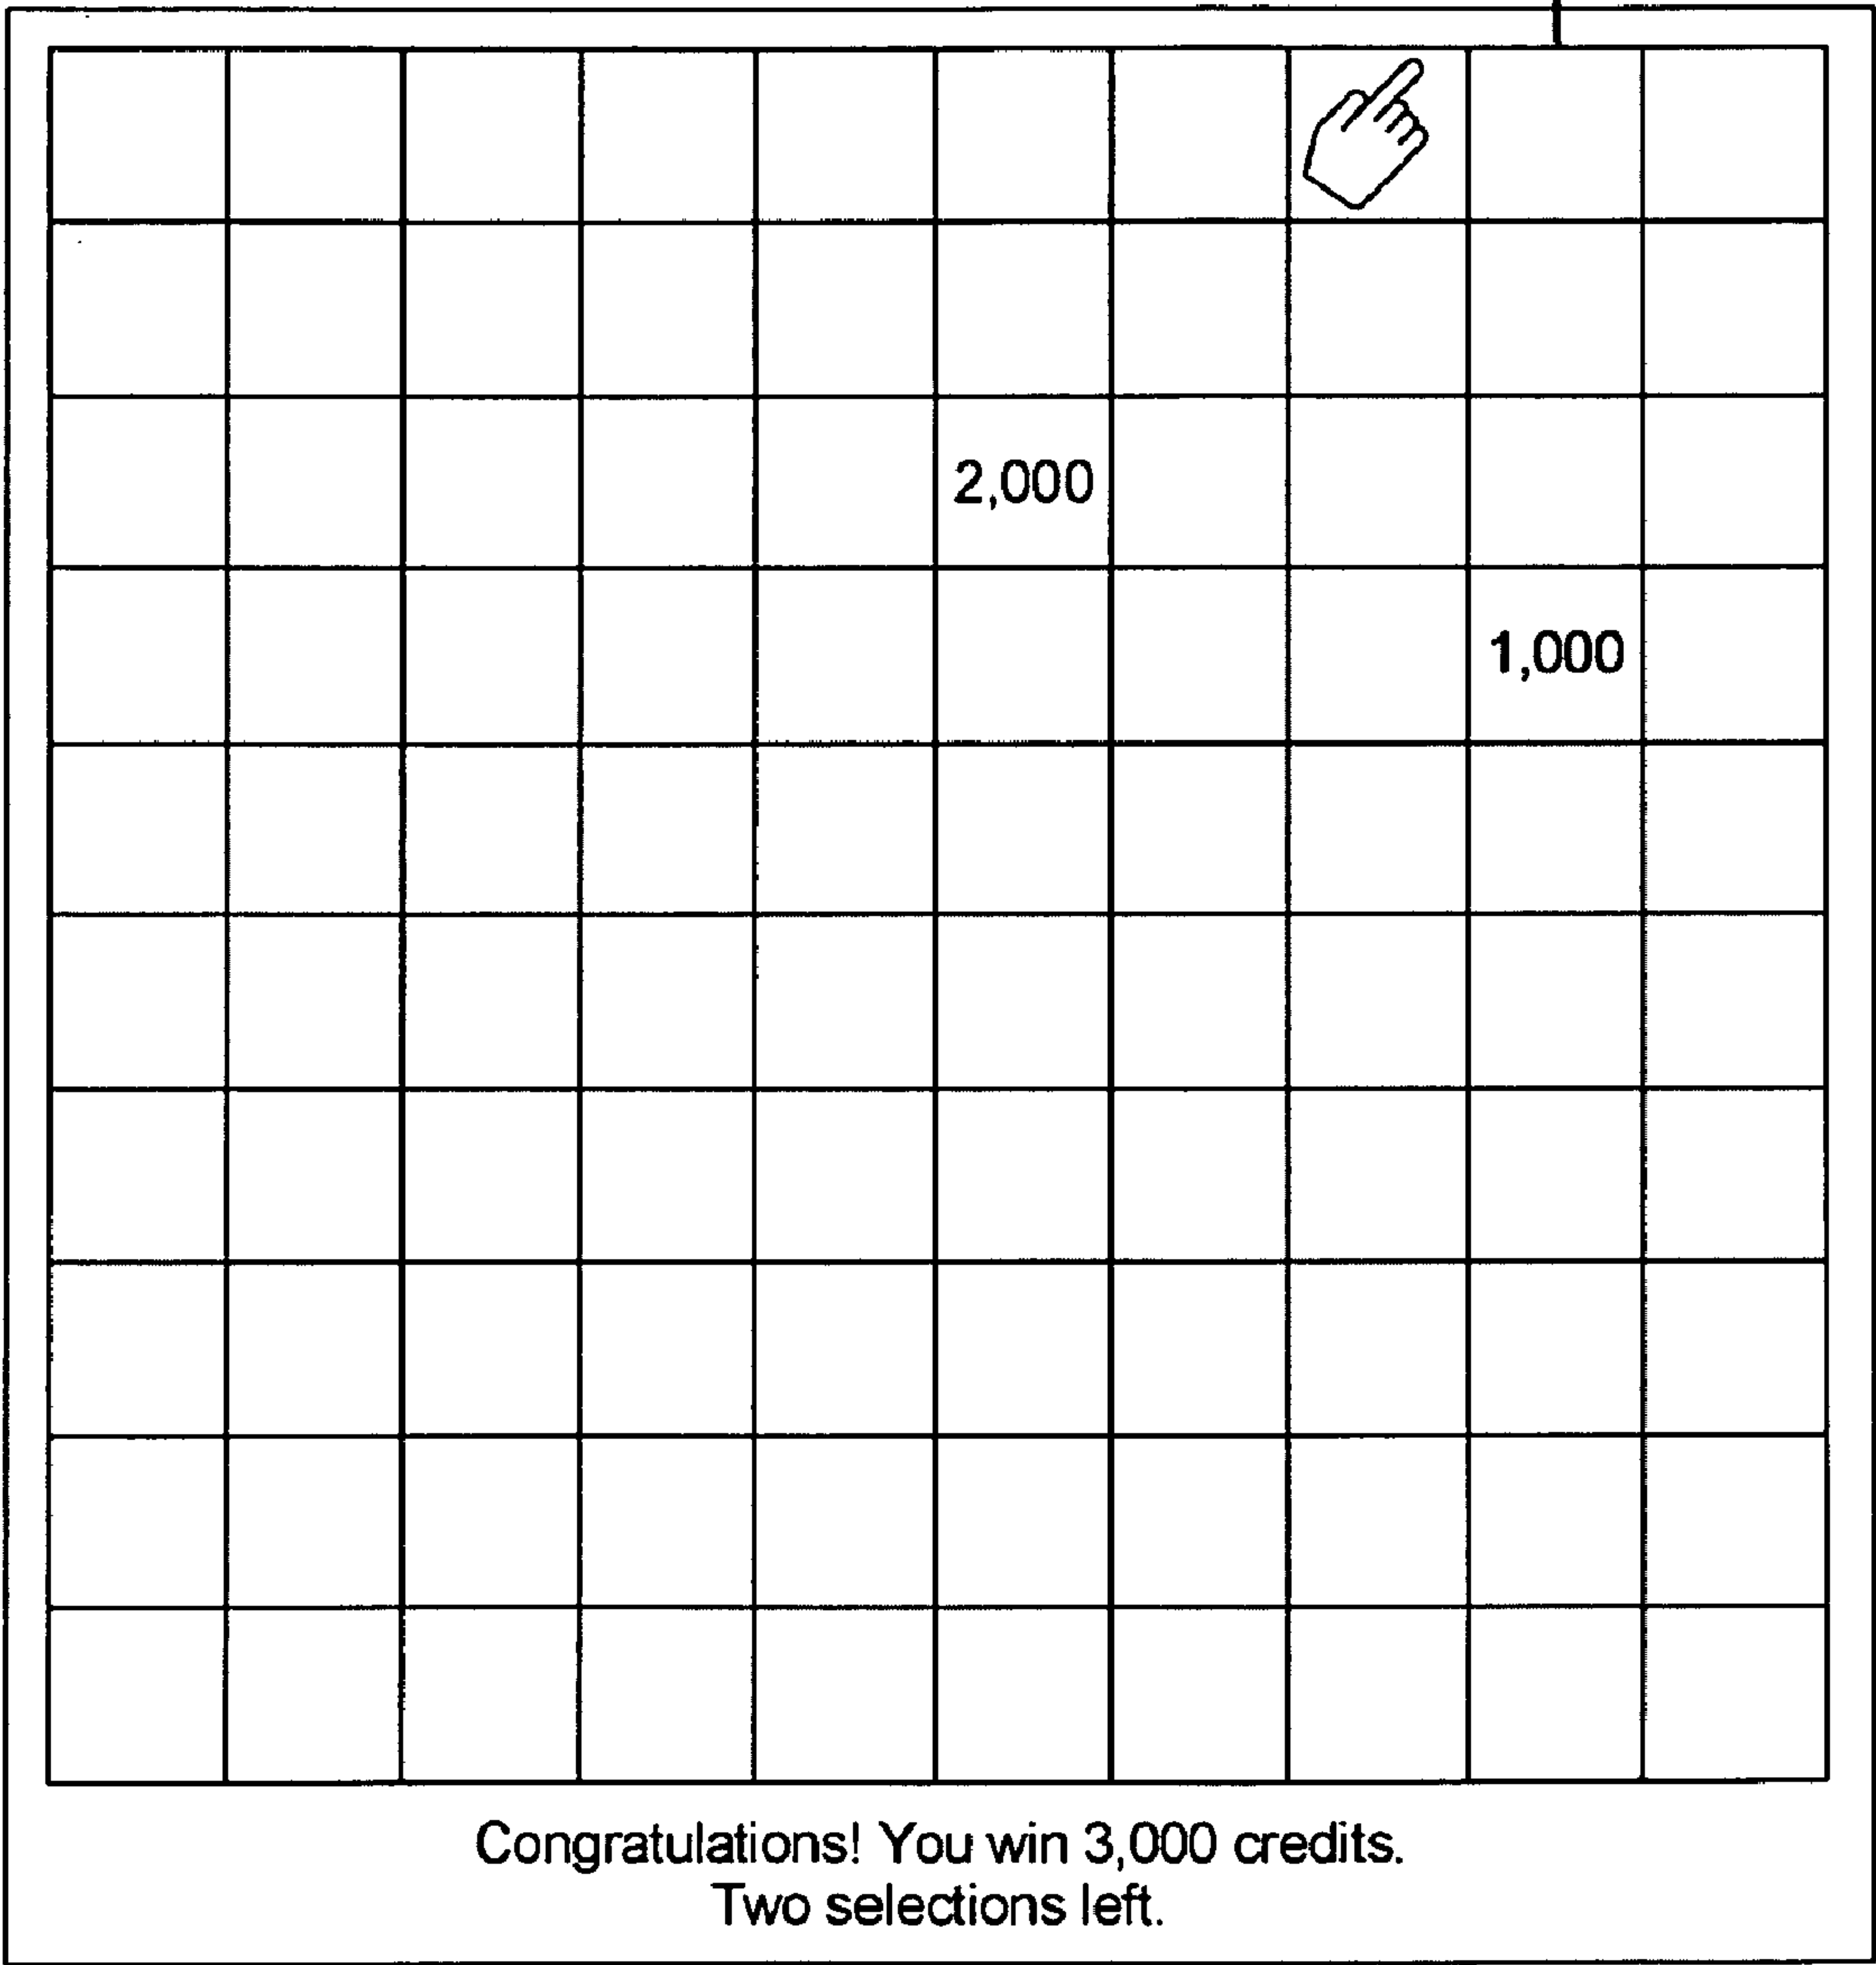 2,000
1,000
Congratulations! You win 3,000 credits.
Two selections left.